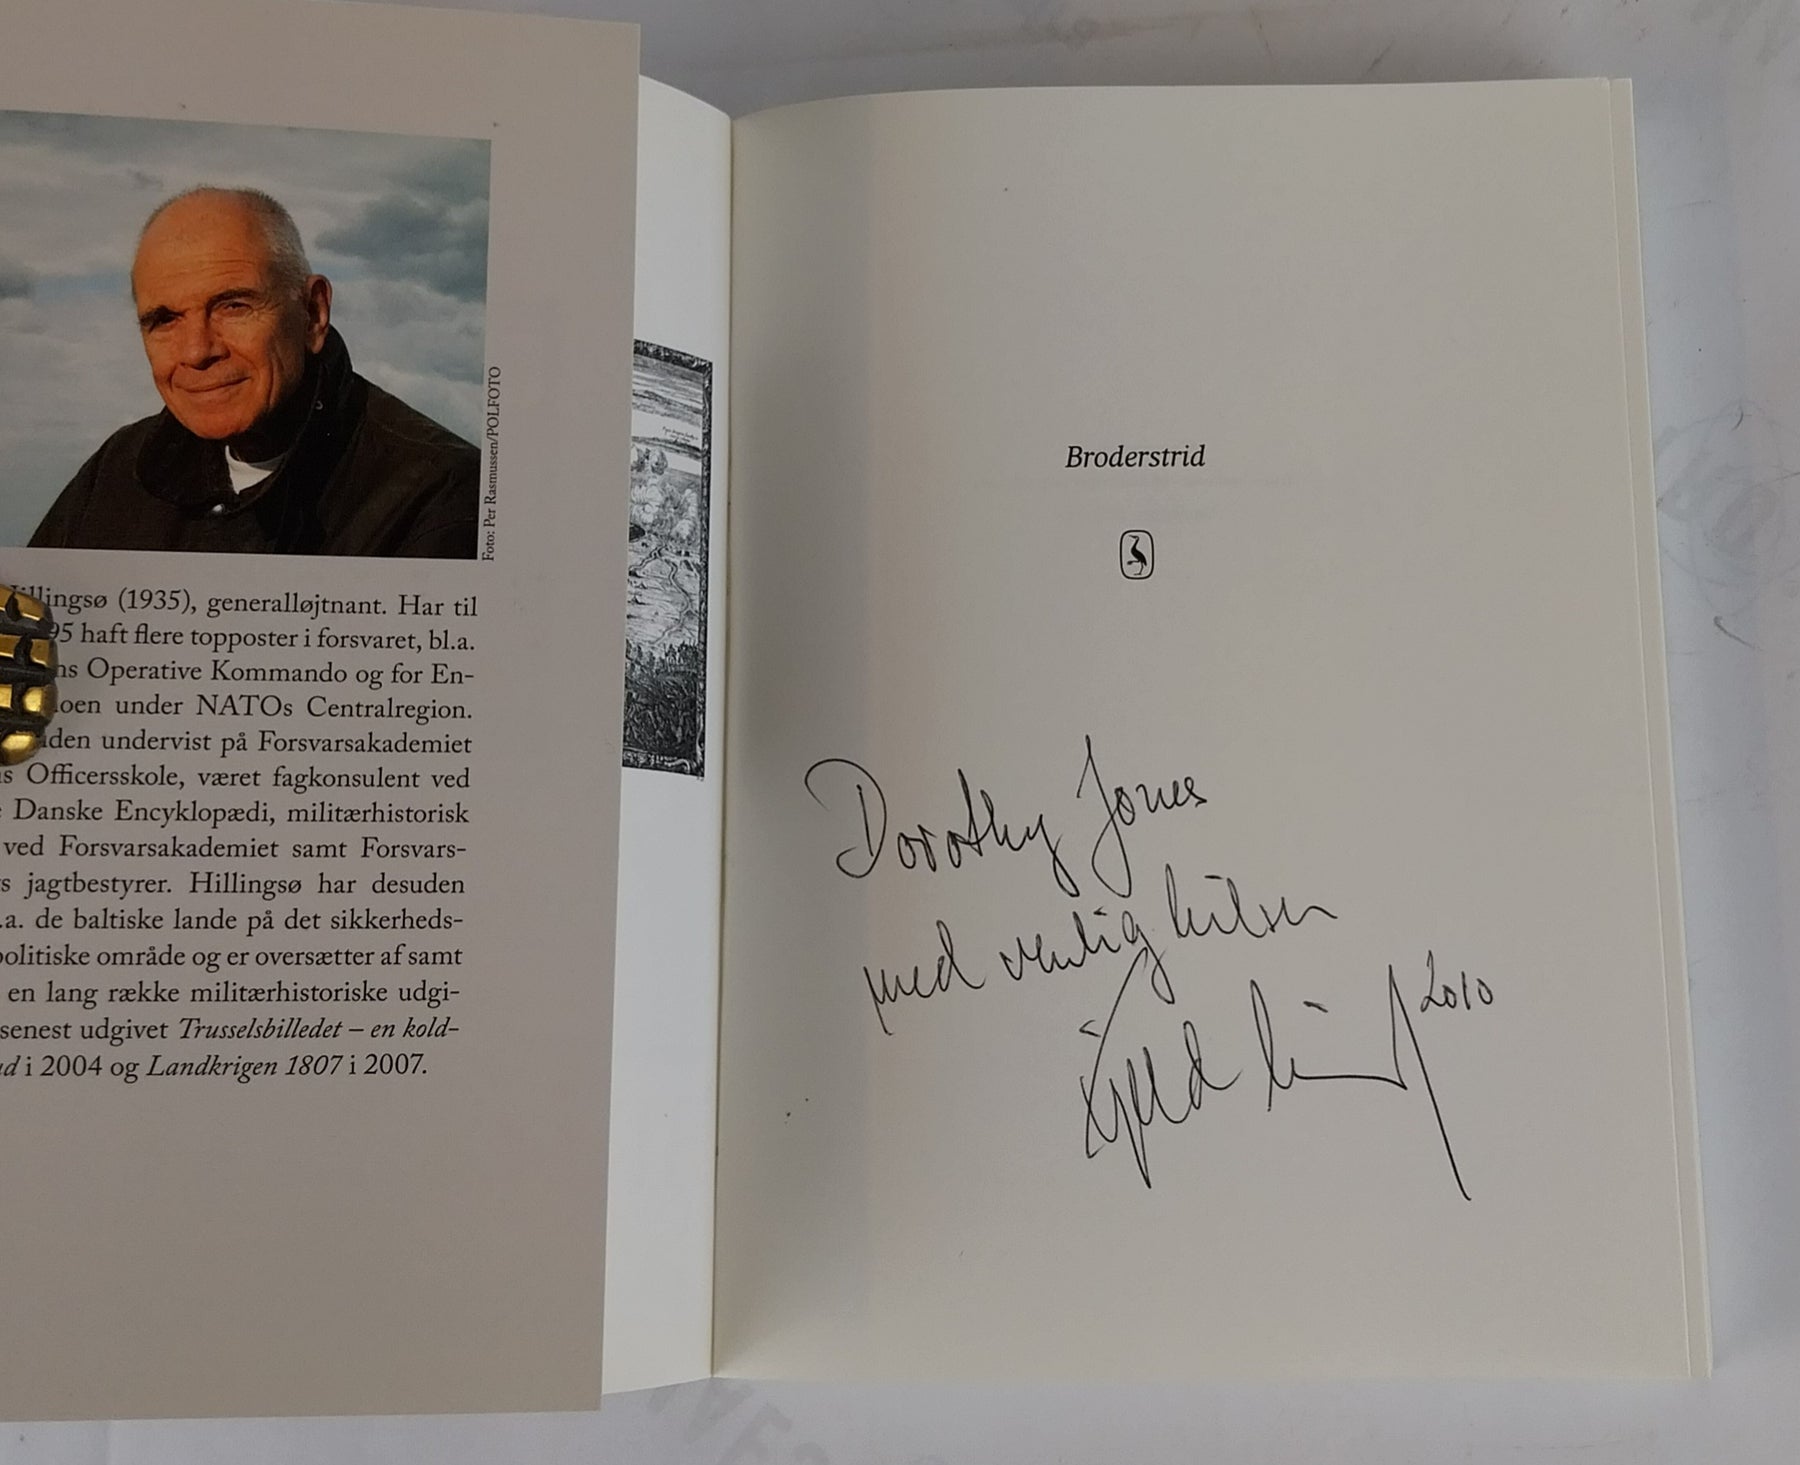 Foto: Per Rasmussen/POLFOTO
Hillingsø (1935), generalløjtnant. Har til
95 haft flere topposter i forsvaret, bl.a.
ns Operative Kommando og for En-
oen under NATOs Centralregion.
den undervist på Forsvarsakademiet
s Officersskole, været fagkonsulent ved
Danske Encyklopædi, militærhistorisk
ved Forsvarsakademiet samt Forsvars-
s jagtbestyrer. Hillingsø har desuden
.a. de baltiske lande på det sikkerheds-
politiske område og er oversætter af samt
en lang række militærhistoriske udgi-
senest udgivet Trusselsbilledet – en kold-
d i 2004 og Landkrigen 1807 i 2007.
Broderstrid
Dorothy Jones
med venlig hilsen
Kjeld 2010